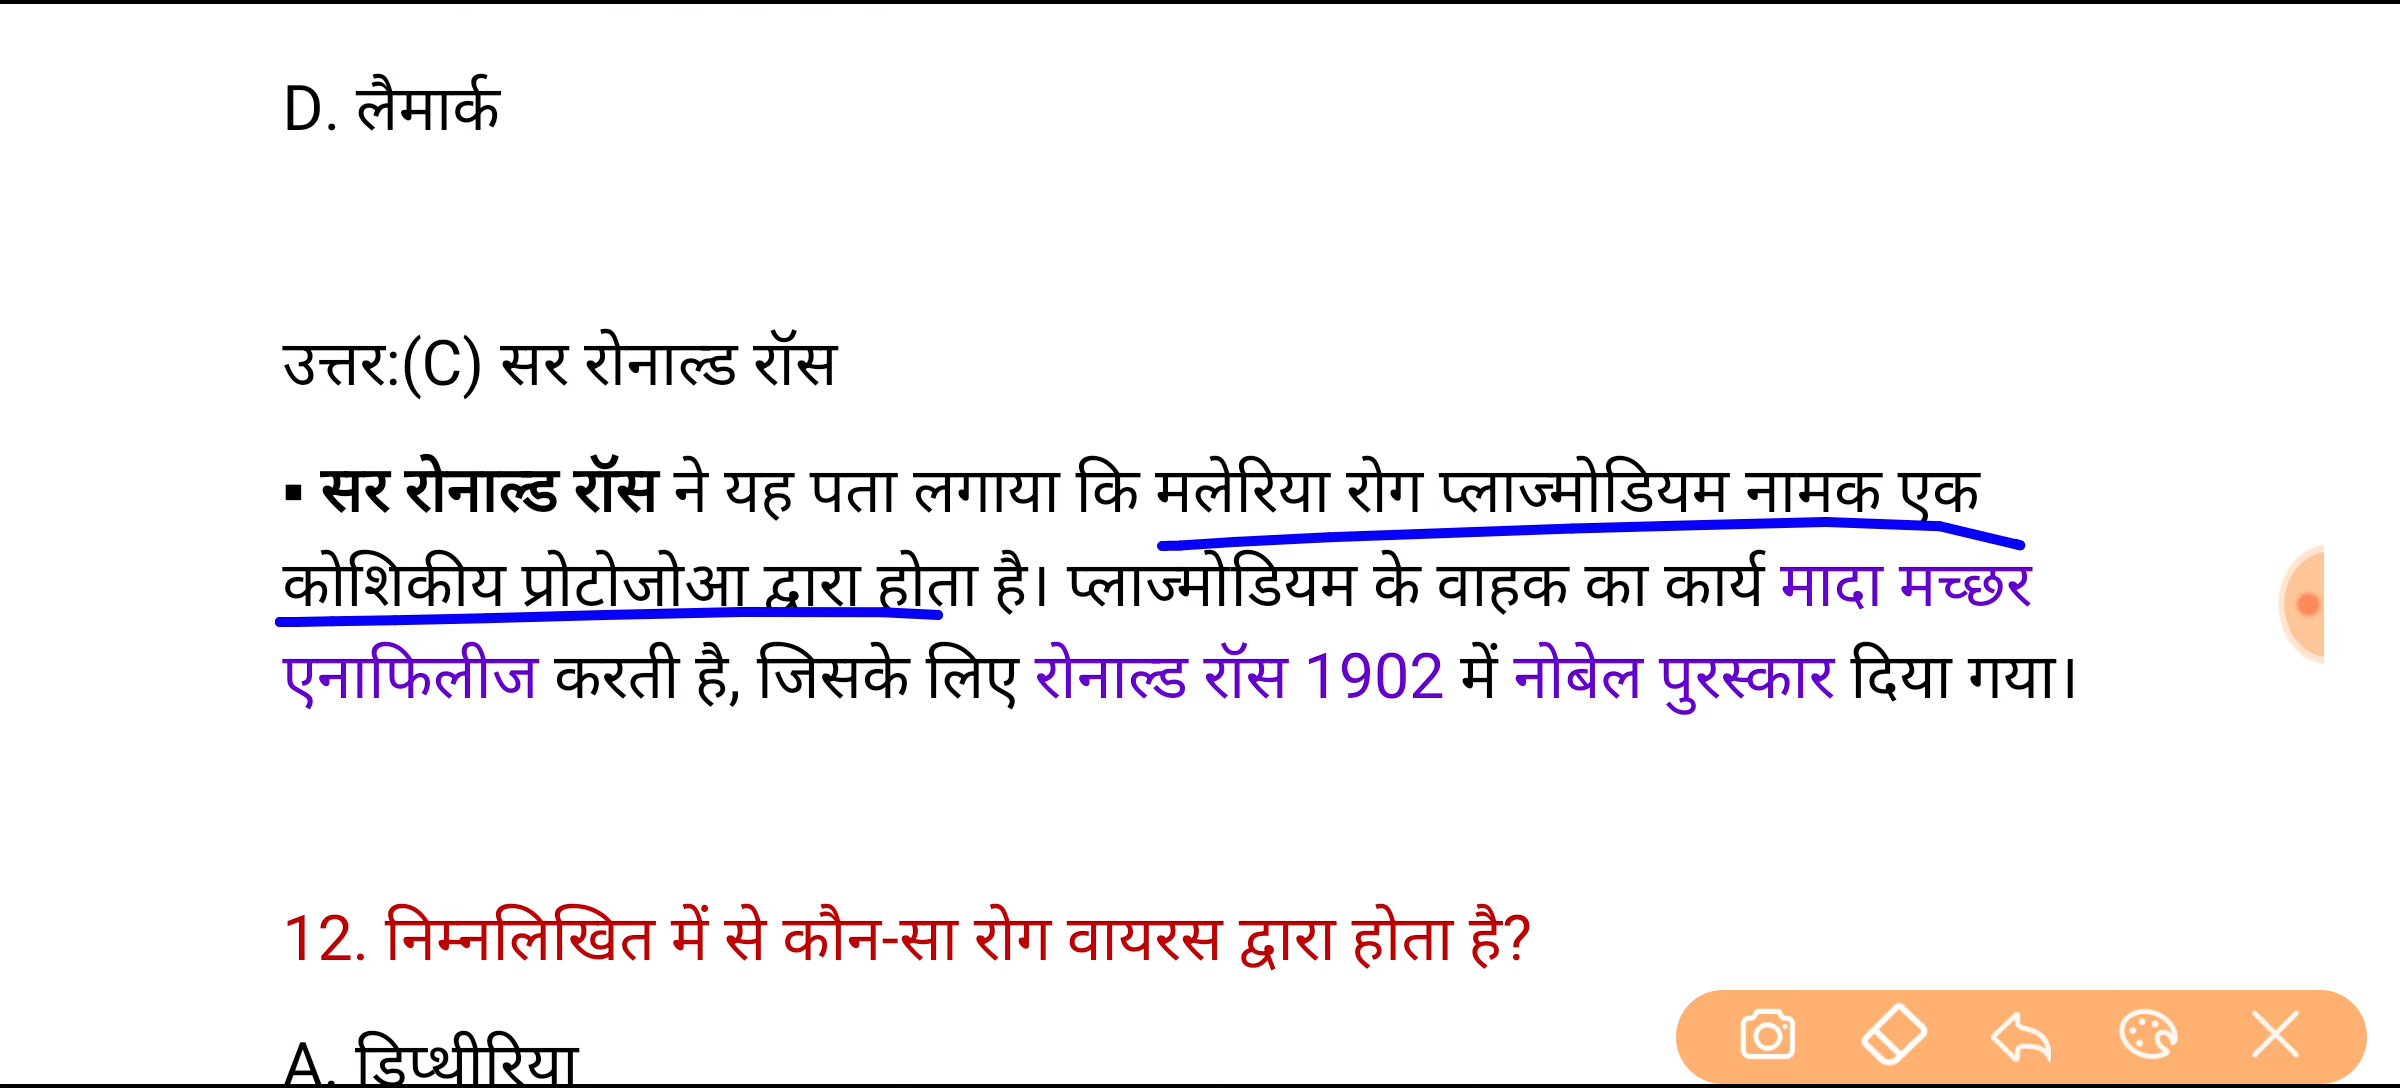 D. लैमार्क
उत्तर:(C) सर रोनाल्ड रॉस
▪ सर रोनाल्ड रॉस ने यह पता लगाया कि मलेरिया रोग प्लाज्मोडियम नामक एक
कोशिकीय प्रोटोजोआ द्वारा होता है। प्लाज्मोडियम के वाहक का कार्य मादा मच्छर
एनाफिलीज करती है, जिसके लिए रोनाल्ड रॉस 1902 में नोबेल पुरस्कार दिया गया।
12. निम्नलिखित में से कौन-सा रोग वायरस द्वारा होता है?
A. डिप्थीरिया